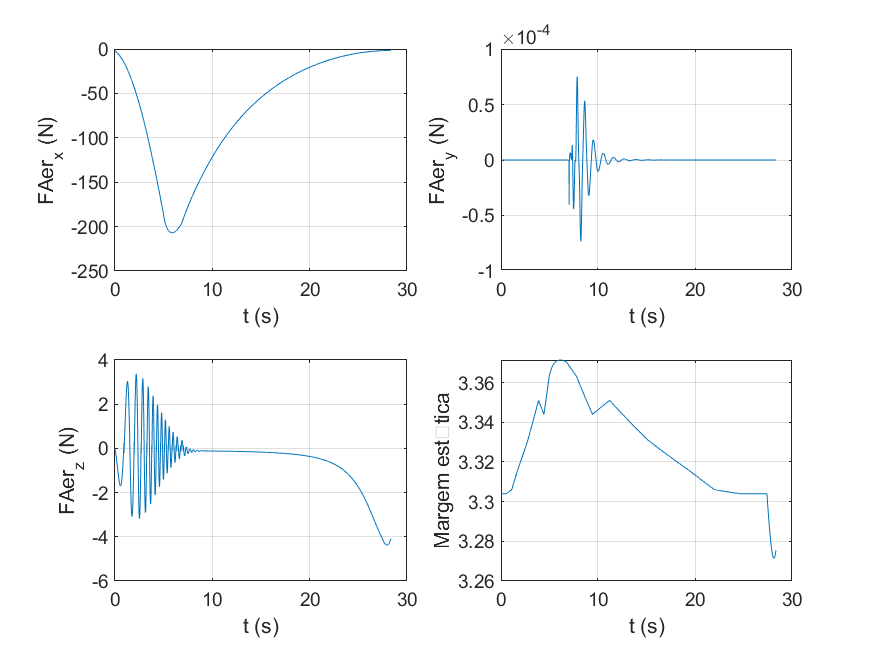 0
-50
-100
-150
-200
-250
FAer_x (N)
0 10 20 30
t (s)
×10^-4
1
0.5
0
-0.5
-1
FAer_y (N)
0 10 20 30
t (s)
4
2
0
-2
-4
-6
FAer_z (N)
0 10 20 30
t (s)
3.36
3.34
3.32
3.3
3.28
3.26
Margem est□tica
0 10 20 30
t (s)